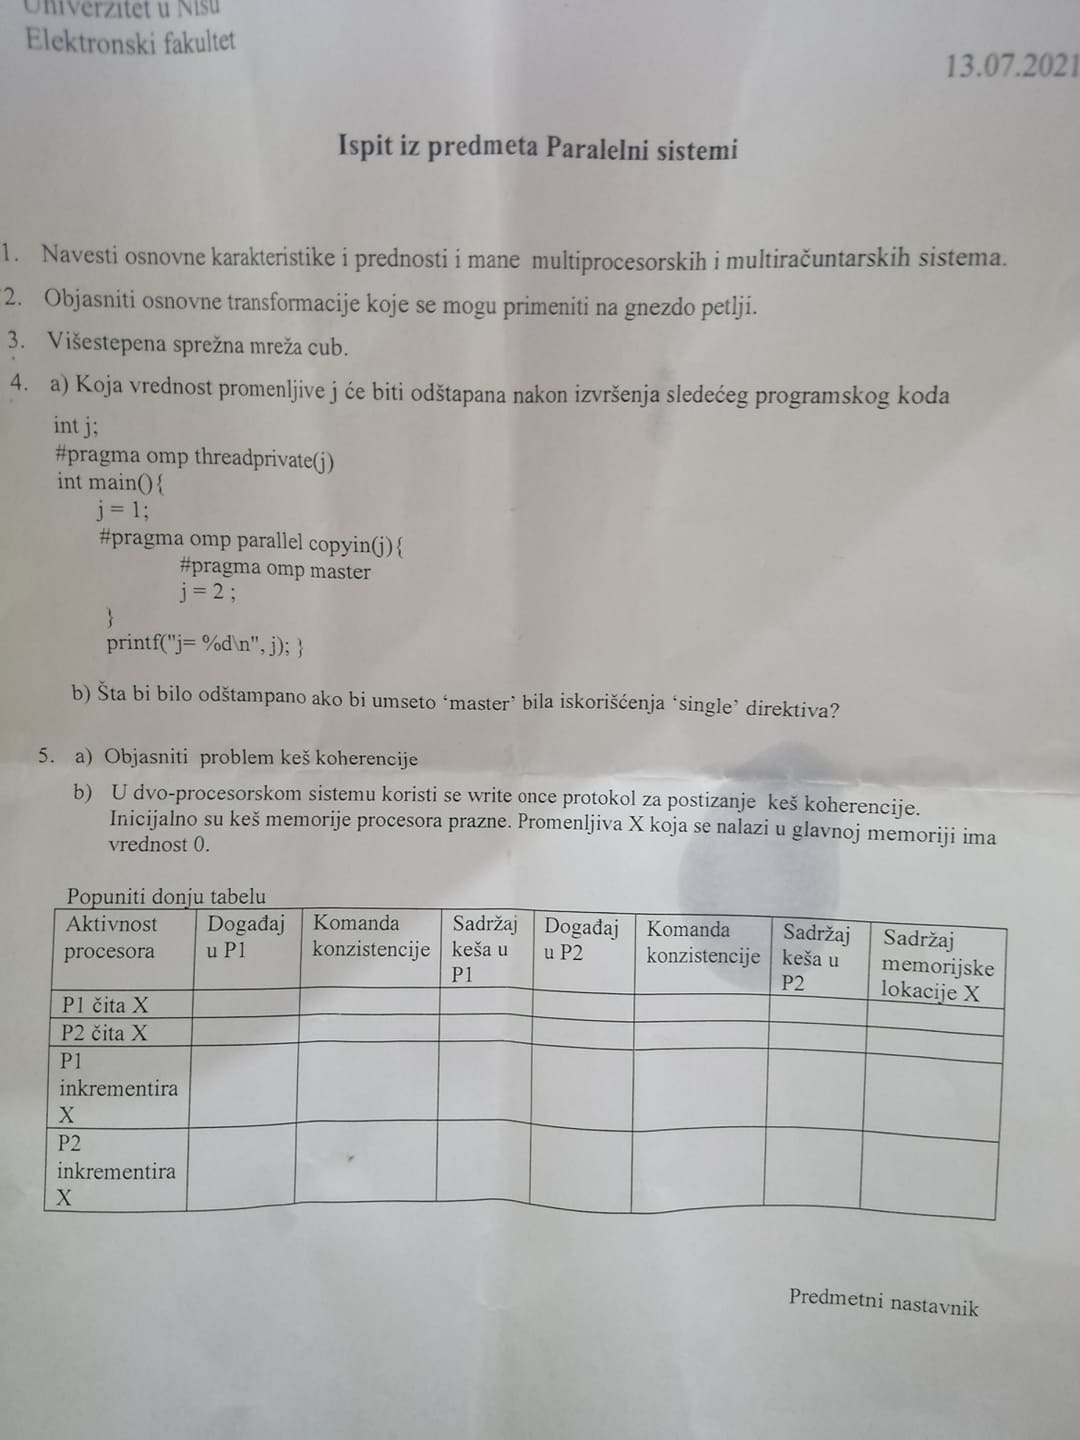 Univerzitet u Nišu
Elektronski fakultet
13.07.2021
Ispit iz predmeta Paralelni sistemi
1. Navesti osnovne karakteristike i prednosti i mane multiprocesorskih i multiračuntarskih sistema.
2. Objasniti osnovne transformacije koje se mogu primeniti na gnezdo petlji.
3. Višestepena sprežna mreža cub.
4. a) Koja vrednost promenljive j će biti odštapana nakon izvršenja sledećeg programskog koda
int j;
#pragma omp threadprivate(j)
int main(){
j = 1;
#pragma omp parallel copyin(j){
#pragma omp master
j = 2 ;
}
printf("j= %d\n", j); }
b) Šta bi bilo odštampano ako bi umseto ‘master’ bila iskorišćenja ‘single’ direktiva?
5. a) Objasniti problem keš koherencije
b) U dvo-procesorskom sistemu koristi se write once protokol za postizanje keš koherencije.
Inicijalno su keš memorije procesora prazne. Promenljiva X koja se nalazi u glavnoj memoriji ima
vrednost 0.
Popuniti donju tabelu
Aktivnost procesora Događaj u P1 Komanda konzistencije Sadržaj keša u P1 Događaj u P2 Komanda konzistencije Sadržaj keša u P2 Sadržaj memorijske lokacije X
P1 čita X
P2 čita X
P1
inkrementira
X
P2
inkrementira
X
Predmetni nastavnik